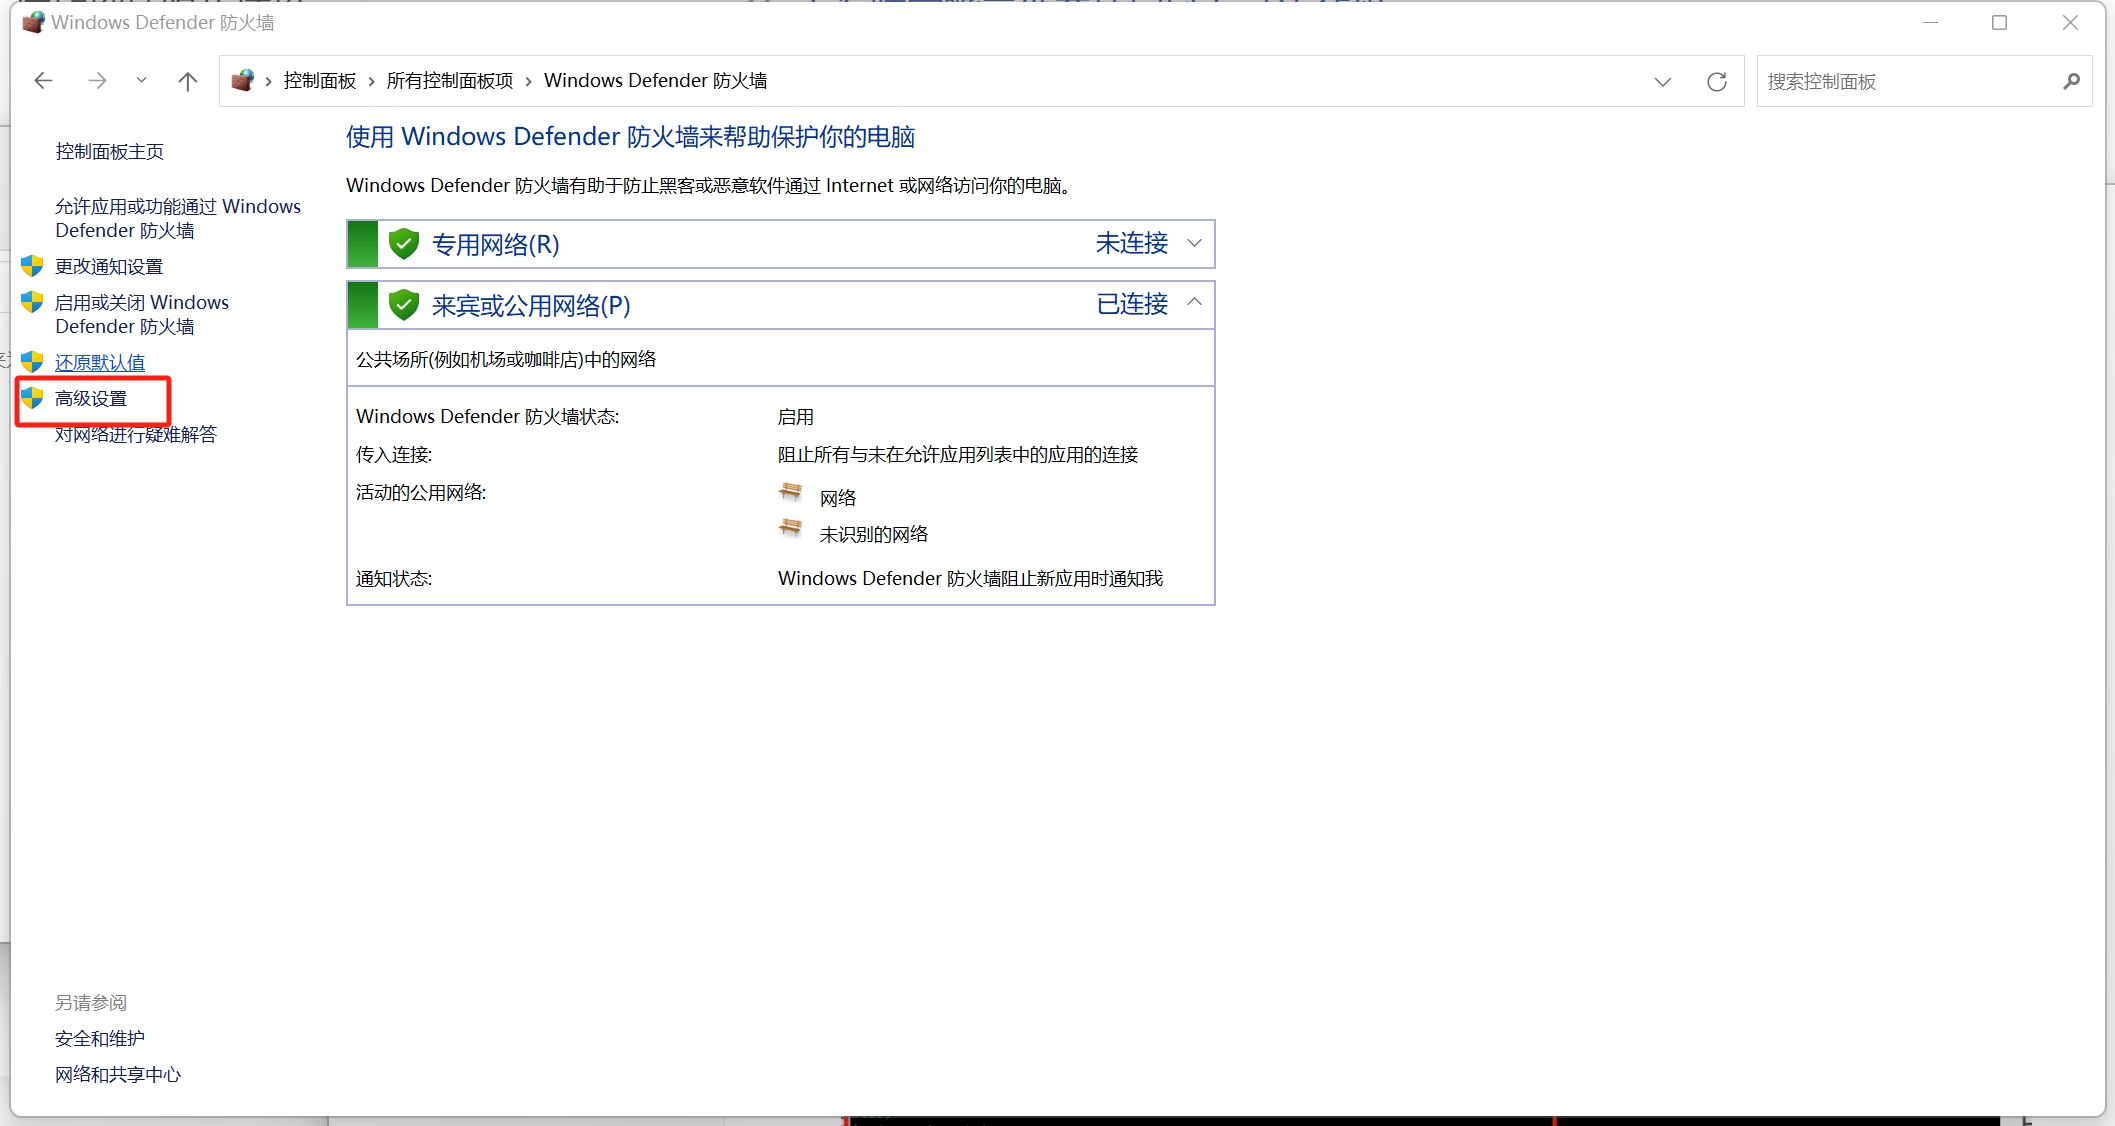 Windows Defender 防火墙
控制面板 › 所有控制面板项 › Windows Defender 防火墙
搜索控制面板
控制面板主页
允许应用或功能通过 Windows
Defender 防火墙
更改通知设置
启用或关闭 Windows
Defender 防火墙
还原默认值
高级设置
对网络进行疑难解答
使用 Windows Defender 防火墙来帮助保护你的电脑
Windows Defender 防火墙有助于防止黑客或恶意软件通过 Internet 或网络访问你的电脑。
专用网络(R) 未连接
来宾或公用网络(P) 已连接
公共场所(例如机场或咖啡店)中的网络
Windows Defender 防火墙状态: 启用
传入连接: 阻止所有与未在允许应用列表中的应用的连接
活动的公用网络: 网络
未识别的网络
通知状态: Windows Defender 防火墙阻止新应用时通知我
另请参阅
安全和维护
网络和共享中心